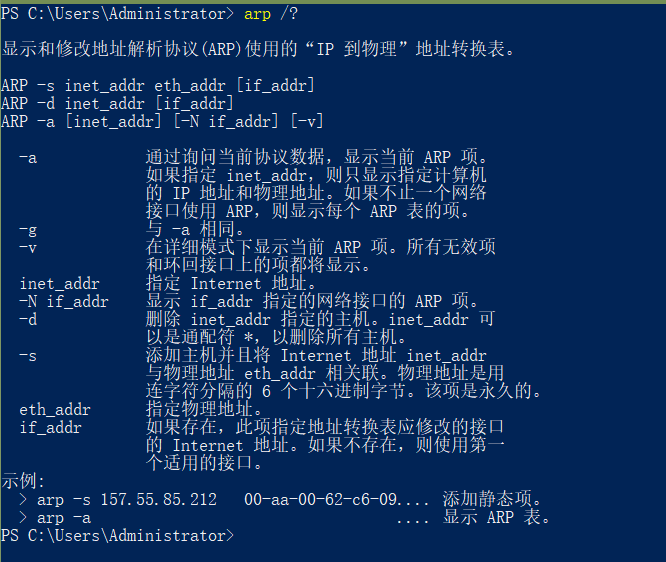 PS C:\Users\Administrator> arp /?
显示和修改地址解析协议(ARP)使用的“IP 到物理”地址转换表。
ARP -s inet_addr eth_addr [if_addr]
ARP -d inet_addr [if_addr]
ARP -a [inet_addr] [-N if_addr] [-v]
-a 通过询问当前协议数据，显示当前 ARP 项。
如果指定 inet_addr，则只显示指定计算机
的 IP 地址和物理地址。如果不止一个网络
接口使用 ARP，则显示每个 ARP 表的项。
-g 与 -a 相同。
-v 在详细模式下显示当前 ARP 项。所有无效项
和环回接口上的项都将显示。
inet_addr 指定 Internet 地址。
-N if_addr 显示 if_addr 指定的网络接口的 ARP 项。
-d 删除 inet_addr 指定的主机。inet_addr 可
以是通配符 *，以删除所有主机。
-s 添加主机并且将 Internet 地址 inet_addr
与物理地址 eth_addr 相关联。物理地址是用
连字符分隔的 6 个十六进制字节。该项是永久的。
eth_addr 指定物理地址。
if_addr 如果存在，此项指定地址转换表应修改的接口
的 Internet 地址。如果不存在，则使用第一
个适用的接口。
示例:
> arp -s 157.55.85.212 00-aa-00-62-c6-09.... 添加静态项。
> arp -a .... 显示 ARP 表。
PS C:\Users\Administrator>